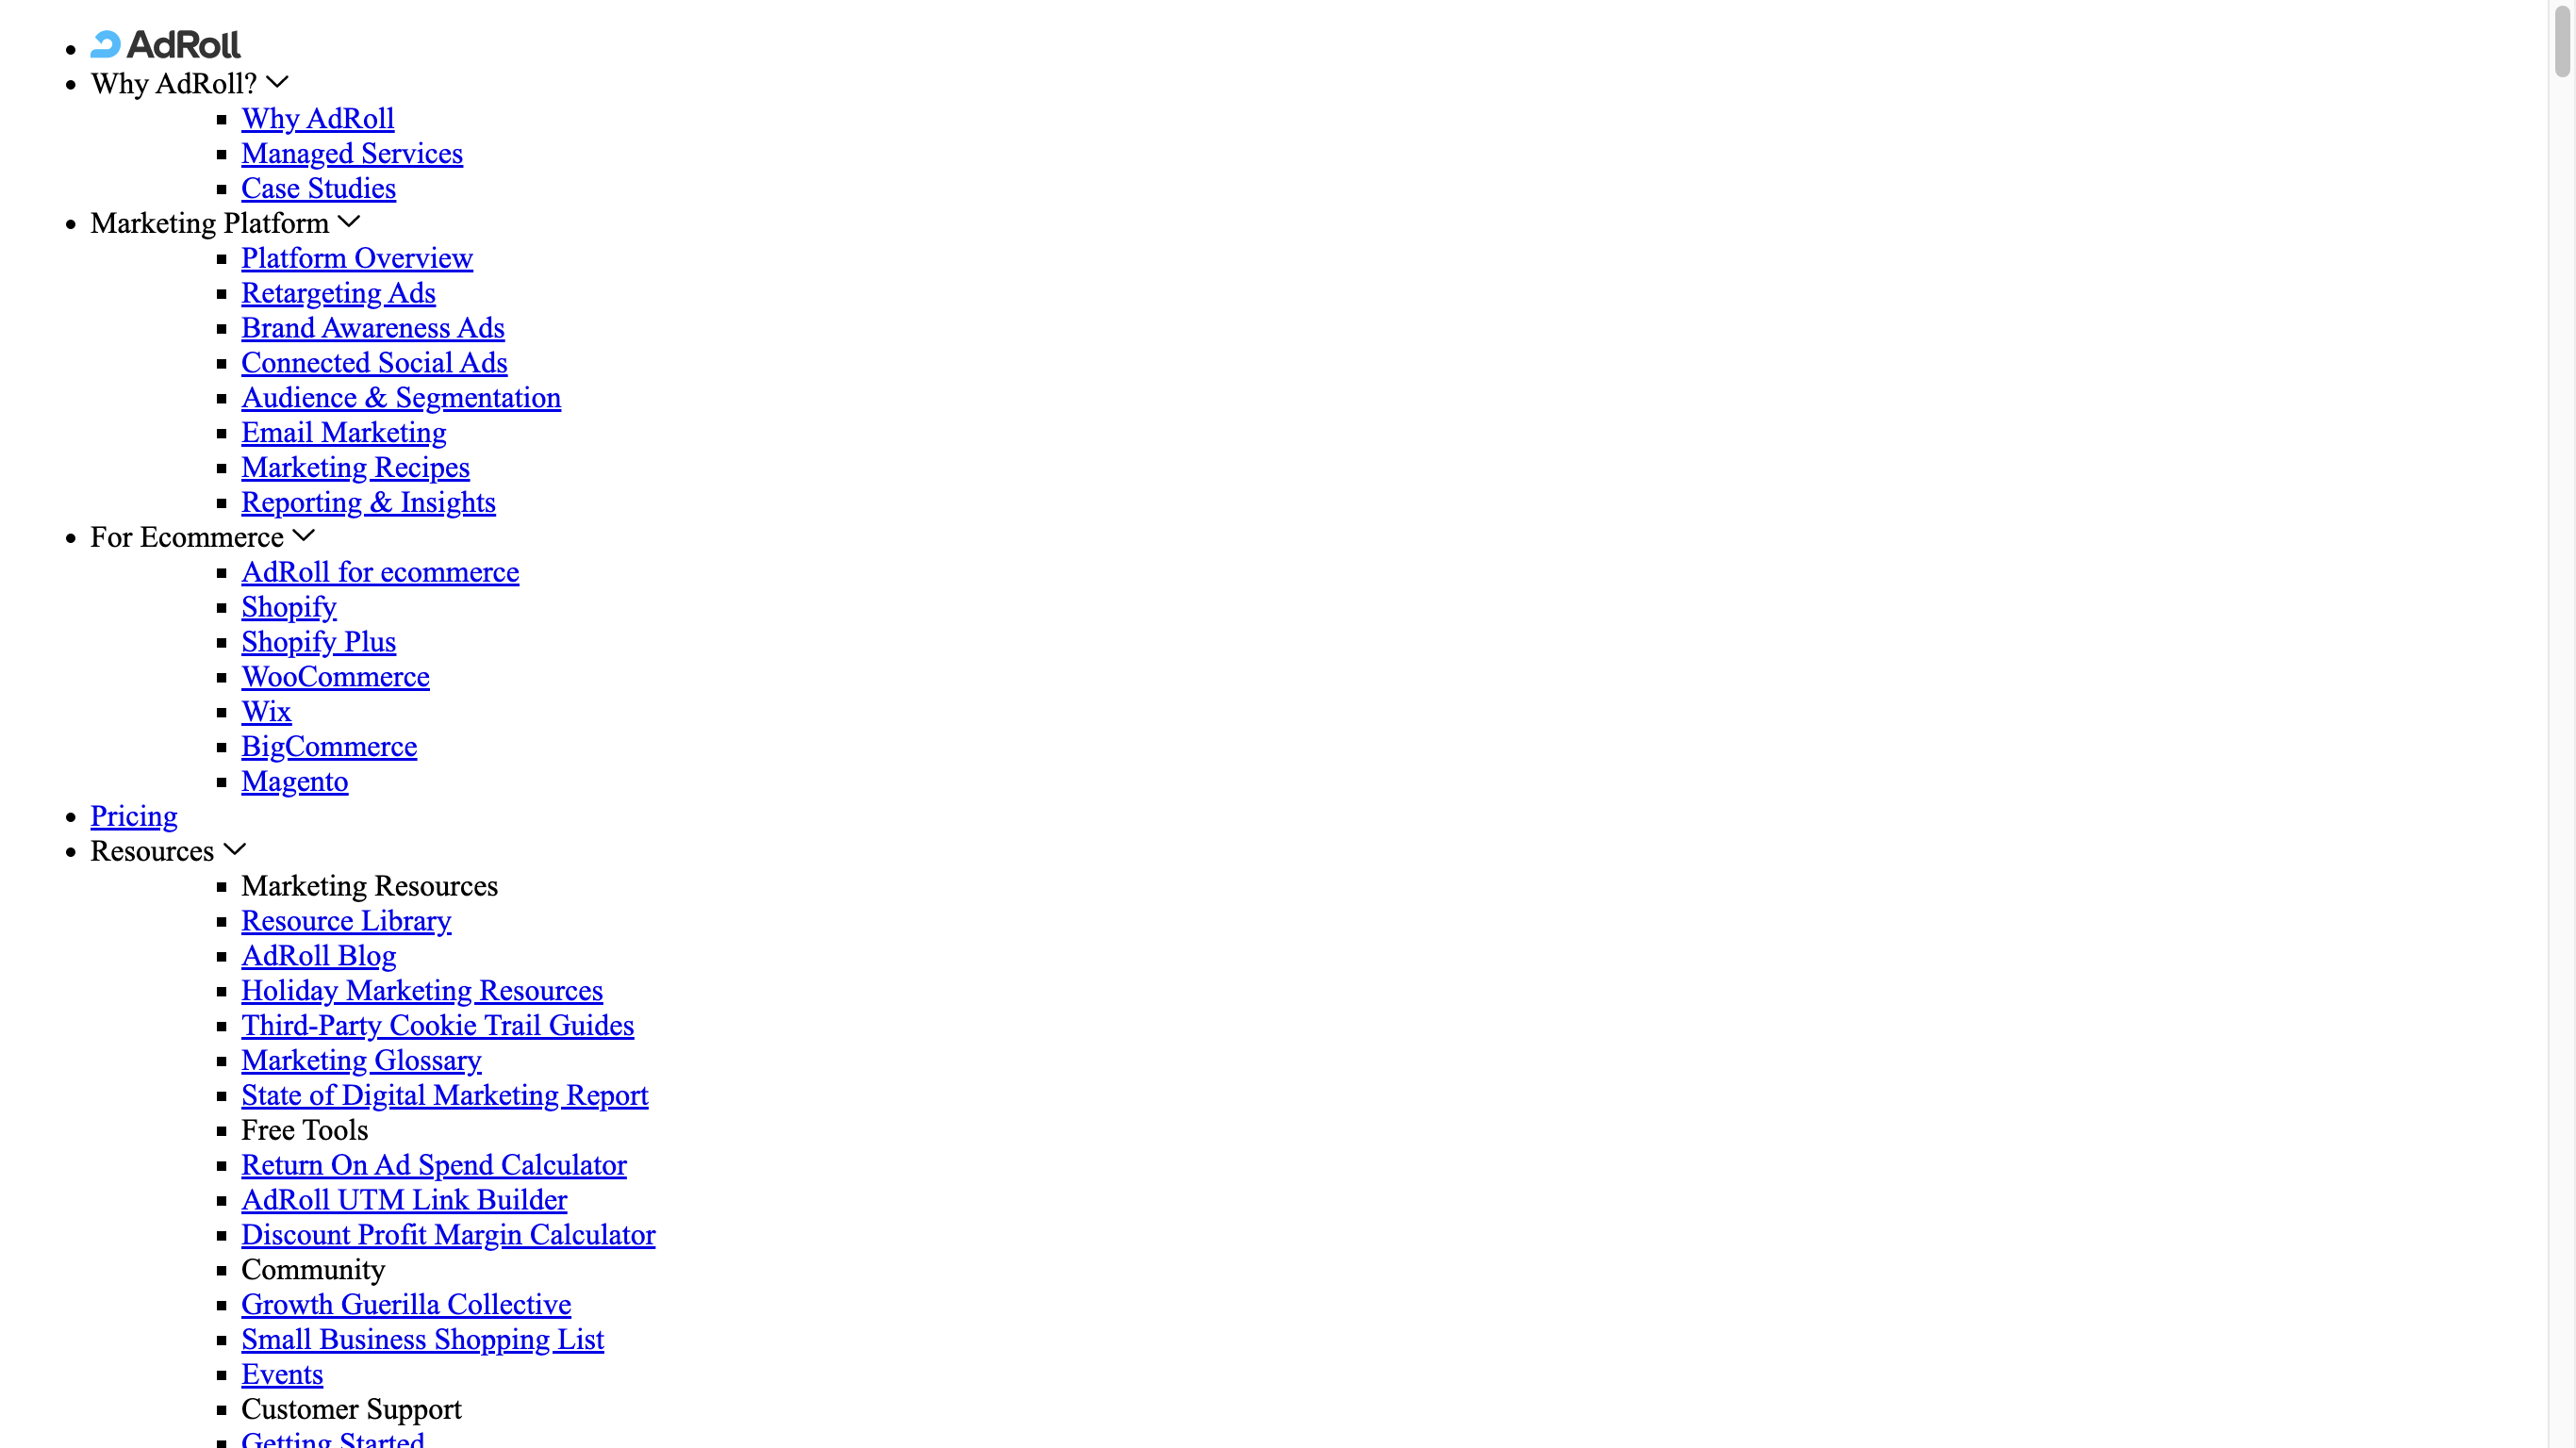 AdRoll
Why AdRoll?
Why AdRoll
Managed Services
Case Studies
Marketing Platform
Platform Overview
Retargeting Ads
Brand Awareness Ads
Connected Social Ads
Audience & Segmentation
Email Marketing
Marketing Recipes
Reporting & Insights
For Ecommerce
AdRoll for ecommerce
Shopify
Shopify Plus
WooCommerce
Wix
BigCommerce
Magento
Pricing
Resources
Marketing Resources
Resource Library
AdRoll Blog
Holiday Marketing Resources
Third-Party Cookie Trail Guides
Marketing Glossary
State of Digital Marketing Report
Free Tools
Return On Ad Spend Calculator
AdRoll UTM Link Builder
Discount Profit Margin Calculator
Community
Growth Guerilla Collective
Small Business Shopping List
Events
Customer Support
Getting Started